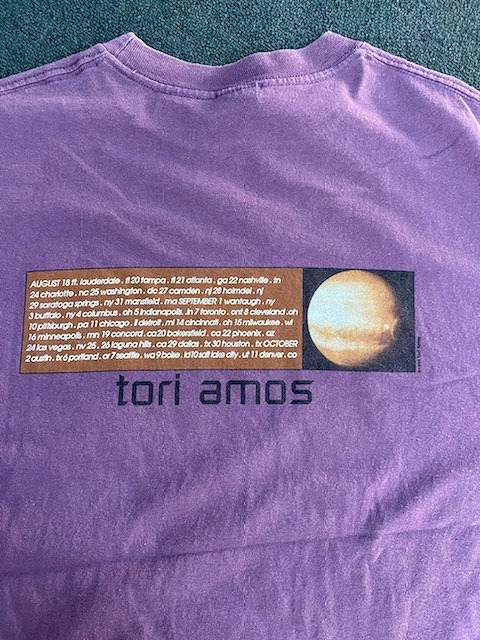 AUGUST 18 ft. lauderdale . fl 20 tampa . fl 21 atlanta . ga 22 nashville . tn
24 charlotte . nc 25 washington . dc 27 camden . nj 28 holmdel . nj
29 saratoga springs . ny 31 mansfield . ma SEPTEMBER 1 wantaugh . ny
3 buffalo . ny 4 columbus . oh 5 indianapolis . in 7 toronto . ont 8 cleveland . oh
10 pittsburgh . pa 11 chicago . il detroit . mi 14 cincinnati . oh 15 milwaukee . wi
16 minneapolis . mn 19 concord . ca 20 bakersfield . ca 22 phoenix . az
24 las vegas . nv 25 . 26 laguna hills . ca 29 dallas . tx 30 houston . tx OCTOBER
2 austin . tx 6 portland . or 7 seattle . wa 9 boise . id 10 salt lake city . ut 11 denver . co
tori amos